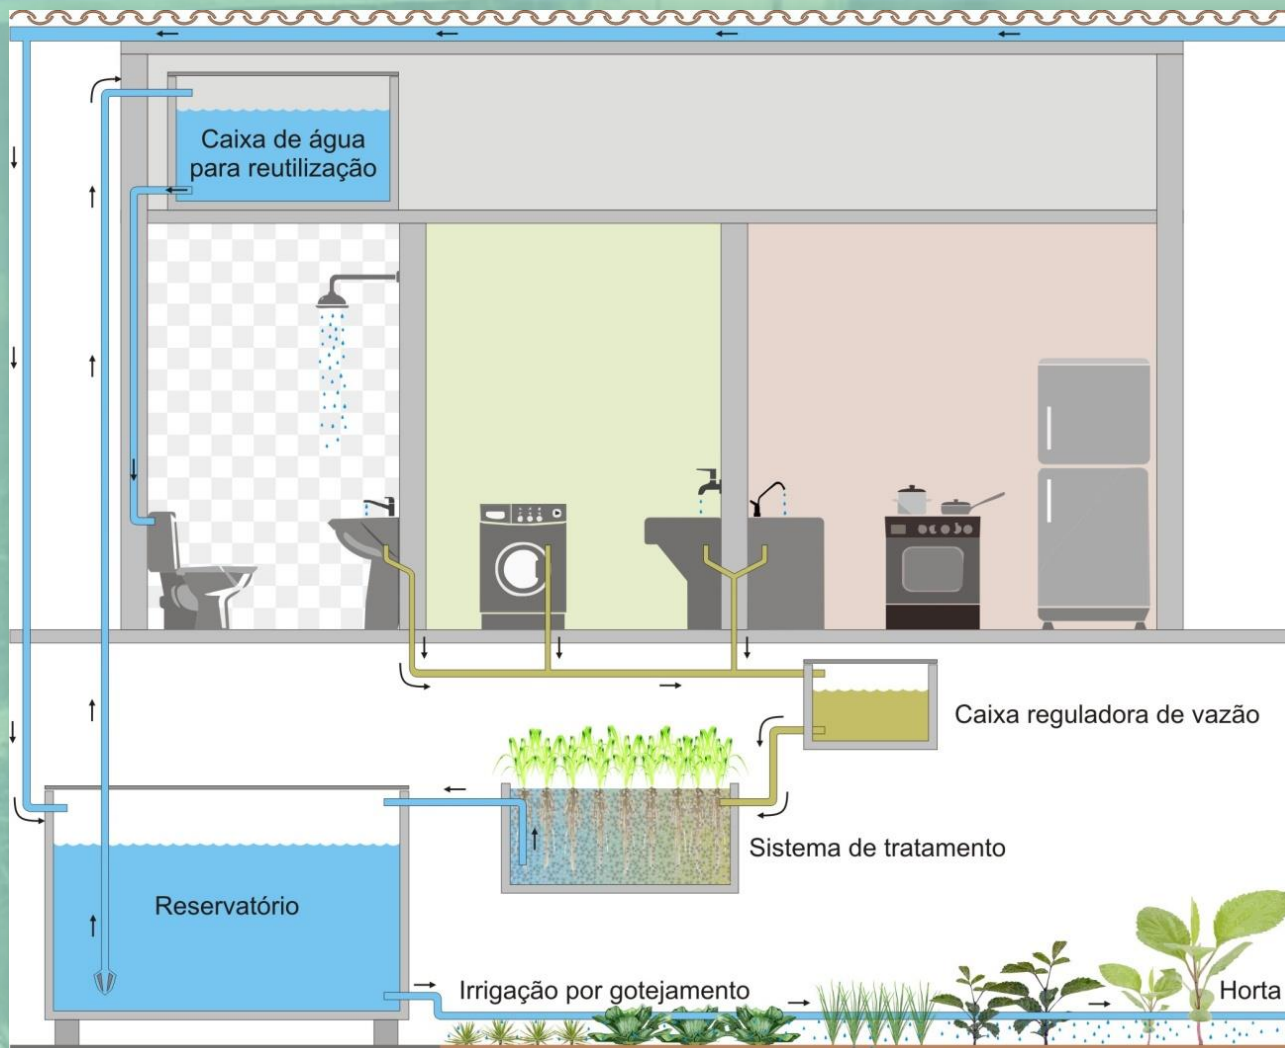 Caixa de água
para reutilização
Caixa reguladora de vazão
Sistema de tratamento
Reservatório
Irrigação por gotejamento
Horta